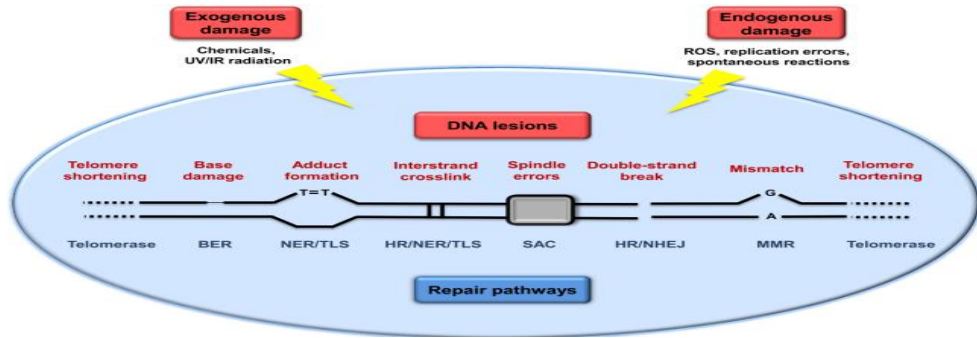 Exogenous
damage
Chemicals,
UV/IR radiation
Endogenous
damage
ROS, replication errors,
spontaneous reactions
DNA lesions
Telomere
shortening
Base
damage
Adduct
formation
Interstrand
crosslink
Spindle
errors
Double-strand
break
Mismatch
Telomere
shortening
T=T
G
A
Telomerase
BER
NER/TLS
HR/NER/TLS
SAC
HR/NHEJ
MMR
Telomerase
Repair pathways